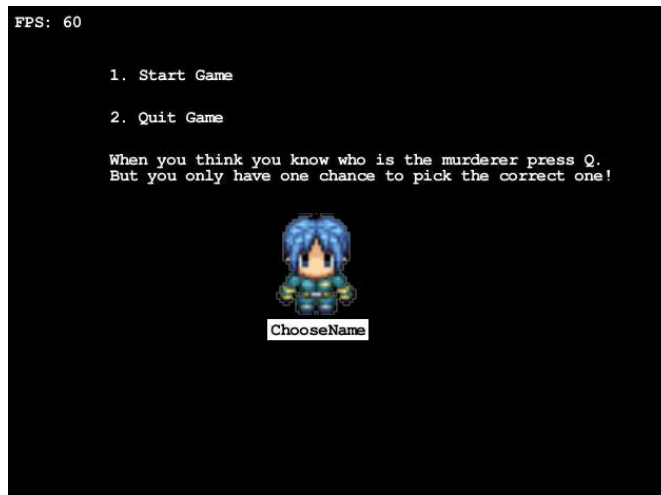 FPS: 60
1. Start Game
2. Quit Game
When you think you know who is the murderer press Q.
But you only have one chance to pick the correct one!
ChooseName